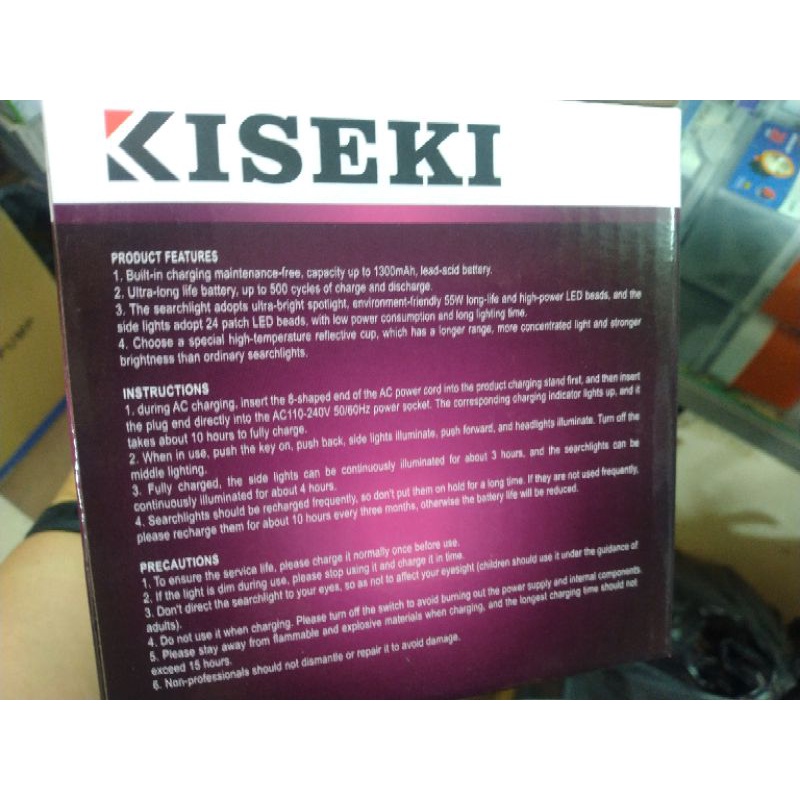 KISEKI
PRODUCT FEATURES
1. Built-in charging maintenance-free, capacity up to 1300mAh, lead-acid battery.
2. Ultra-long life battery, up to 500 cycles of charge and discharge.
3. The searchlight adopts ultra-bright spotlight, environment-friendly 55W long-life and high-power LED beads, and the
side lights adopt 24 patch LED beads, with low power consumption and long lighting time.
4. Choose a special high-temperature reflective cup, which has a longer range, more concentrated light and stronger
brightness than ordinary searchlights.
INSTRUCTIONS
1. during AC charging, insert the 8-shaped end of the AC power cord into the product charging stand first, and then insert
the plug end directly into the AC110-240V 50/60Hz power socket. The corresponding charging indicator lights up, and it
takes about 10 hours to fully charge.
2. When in use, push the key on, push back, side lights illuminate, push forward, and headlights illuminate. Turn off the
middle lighting.
3. Fully charged, the side lights can be continuously illuminated for about 3 hours, and the searchlights can be
continuously illuminated for about 4 hours.
4. Searchlights should be recharged frequently, so don't put them on hold for a long time. If they are not used frequently,
please recharge them for about 10 hours every three months, otherwise the battery life will be reduced.
PRECAUTIONS
1. To ensure the service life, please charge it normally once before use.
2. If the light is dim during use, please stop using it and charge it in time.
3. Don't direct the searchlight to your eyes, so as not to affect your eyesight (children should use it under the guidance of
adults).
4. Do not use it when charging. Please turn off the switch to avoid burning out the power supply and internal components.
5. Please stay away from flammable and explosive materials when charging, and the longest charging time should not
exceed 15 hours.
6. Non-professionals should not dismantle or repair it to avoid damage.